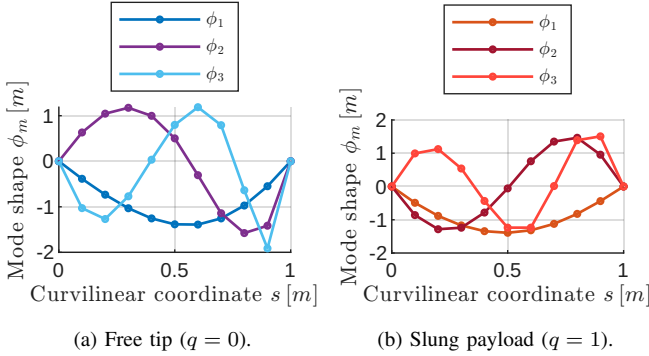 ϕ₁
ϕ₂
ϕ₃
Mode shape ϕₘ [m]
1
0
-1
-2
0
0.5
1
Curvilinear coordinate s [m]
(a) Free tip (q = 0).
ϕ₁
ϕ₂
ϕ₃
Mode shape ϕₘ [m]
2
1
0
-1
-2
0
0.5
1
Curvilinear coordinate s [m]
(b) Slung payload (q = 1).